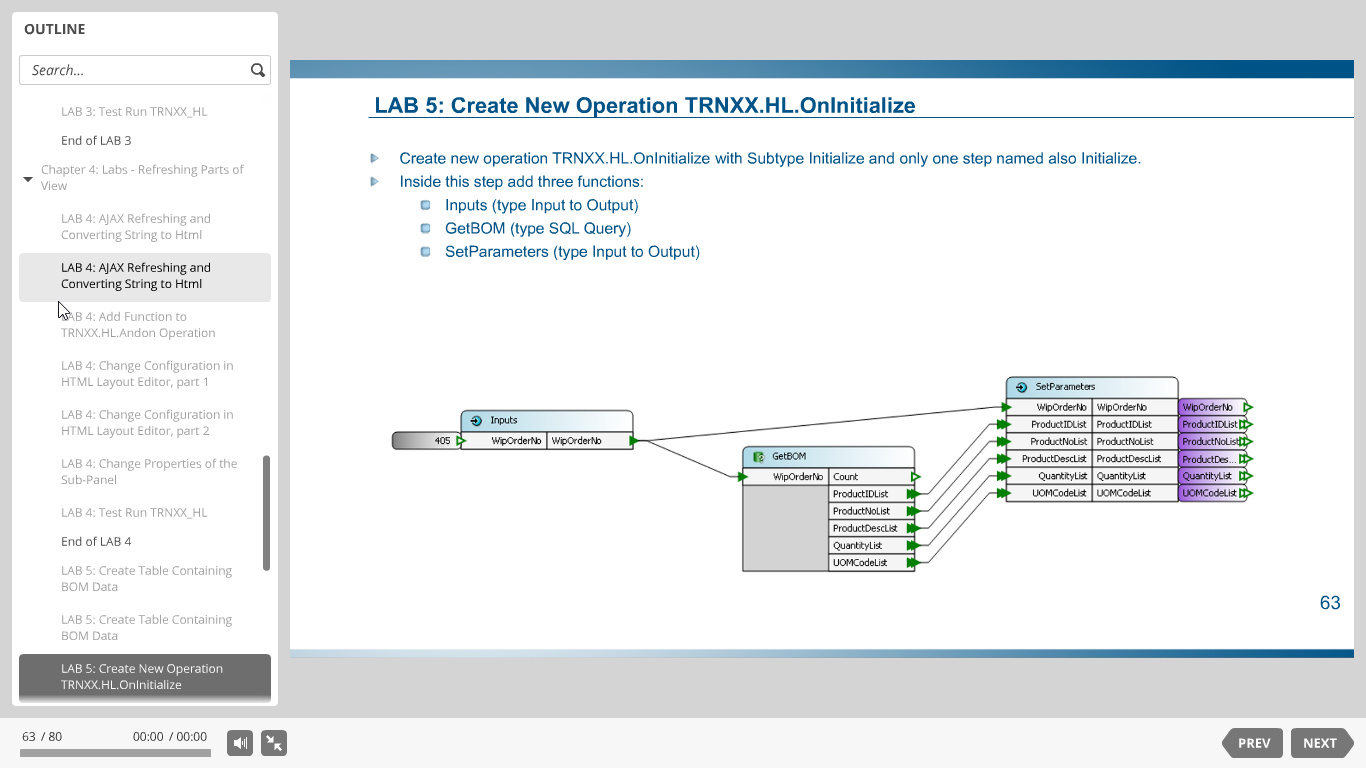 OUTLINE
Search...
LAB 3: Test Run TRNXX_HL
End of LAB 3
Chapter 4: Labs - Refreshing Parts of
View
LAB 4: AJAX Refreshing and
Converting String to Html
LAB 4: AJAX Refreshing and
Converting String to Html
LAB 4: Add Function to
TRNXX.HL.Andon Operation
LAB 4: Change Configuration in
HTML Layout Editor, part 1
LAB 4: Change Configuration in
HTML Layout Editor, part 2
LAB 4: Change Properties of the
Sub-Panel
LAB 4: Test Run TRNXX_HL
End of LAB 4
LAB 5: Create Table Containing
BOM Data
LAB 5: Create Table Containing
BOM Data
LAB 5: Create New Operation
TRNXX.HL.OnInitialize
LAB 5: Create New Operation TRNXX.HL.OnInitialize
Create new operation TRNXX.HL.OnInitialize with Subtype Initialize and only one step named also Initialize.
Inside this step add three functions:
Inputs (type Input to Output)
GetBOM (type SQL Query)
SetParameters (type Input to Output)
Inputs
405 WipOrderNo WipOrderNo
GetBOM
WipOrderNo Count
ProductIDList
ProductNoList
ProductDescList
QuantityList
UOMCodeList
SetParameters
WipOrderNo WipOrderNo WipOrderNo
ProductIDList ProductIDList ProductIDList
ProductNoList ProductNoList ProductNoList
ProductDescList ProductDescList ProductDes...
QuantityList QuantityList QuantityList
UOMCodeList UOMCodeList UOMCodeList
63
63 / 80 00:00 / 00:00
PREV NEXT